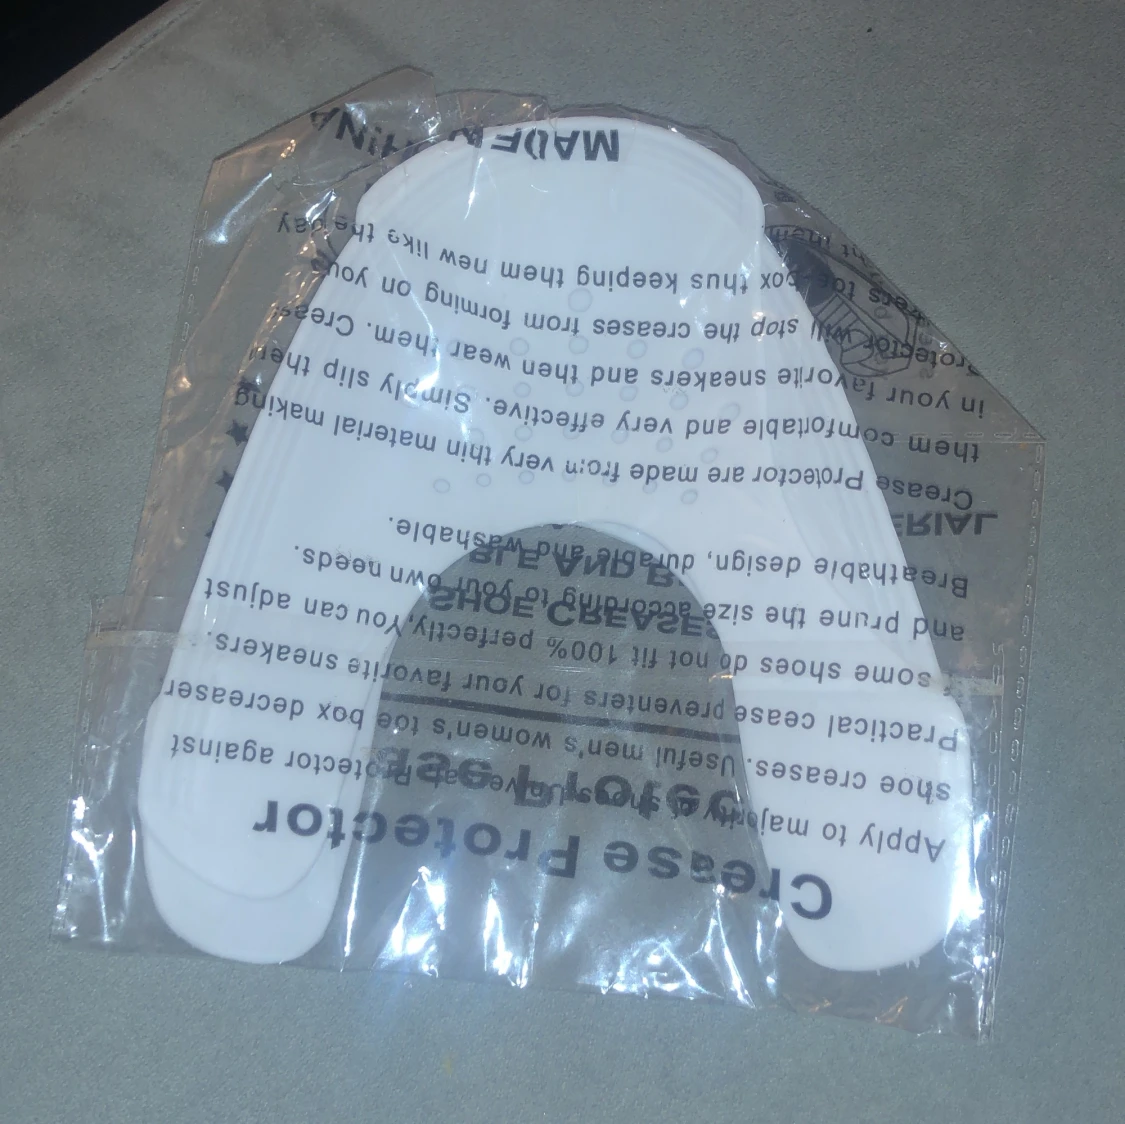 Crease Protector
Apply to majority shoes. Universal Protector against
shoe creases. Useful men's women's toe box decreaser.
Practical cease preventers for your favorite sneakers.
some shoes do not fit 100% perfectly, You can adjust
and prune the size according to your own needs.
Breathable design, durable and washable.
Crease Protector are made from very thin material making
them comfortable and very effective. Simply slip them
in your favorite sneakers and then wear them. Crease
Protector will stop the creases from forming on your
toe box thus keeping them new like the way
SHOE CREASES
MADE IN CHINA